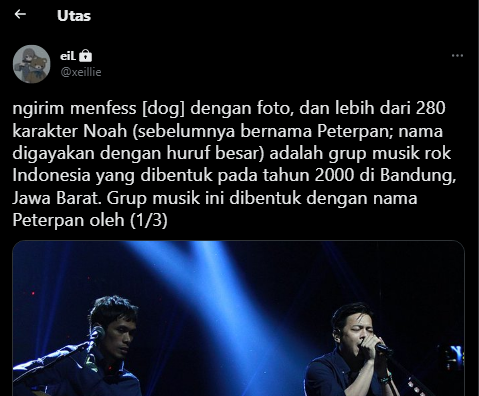 Utas
eil
@xeillie
ngirim menfess [dog] dengan foto, dan lebih dari 280
karakter Noah (sebelumnya bernama Peterpan; nama
digayakan dengan huruf besar) adalah grup musik rok
Indonesia yang dibentuk pada tahun 2000 di Bandung,
Jawa Barat. Grup musik ini dibentuk dengan nama
Peterpan oleh (1/3)